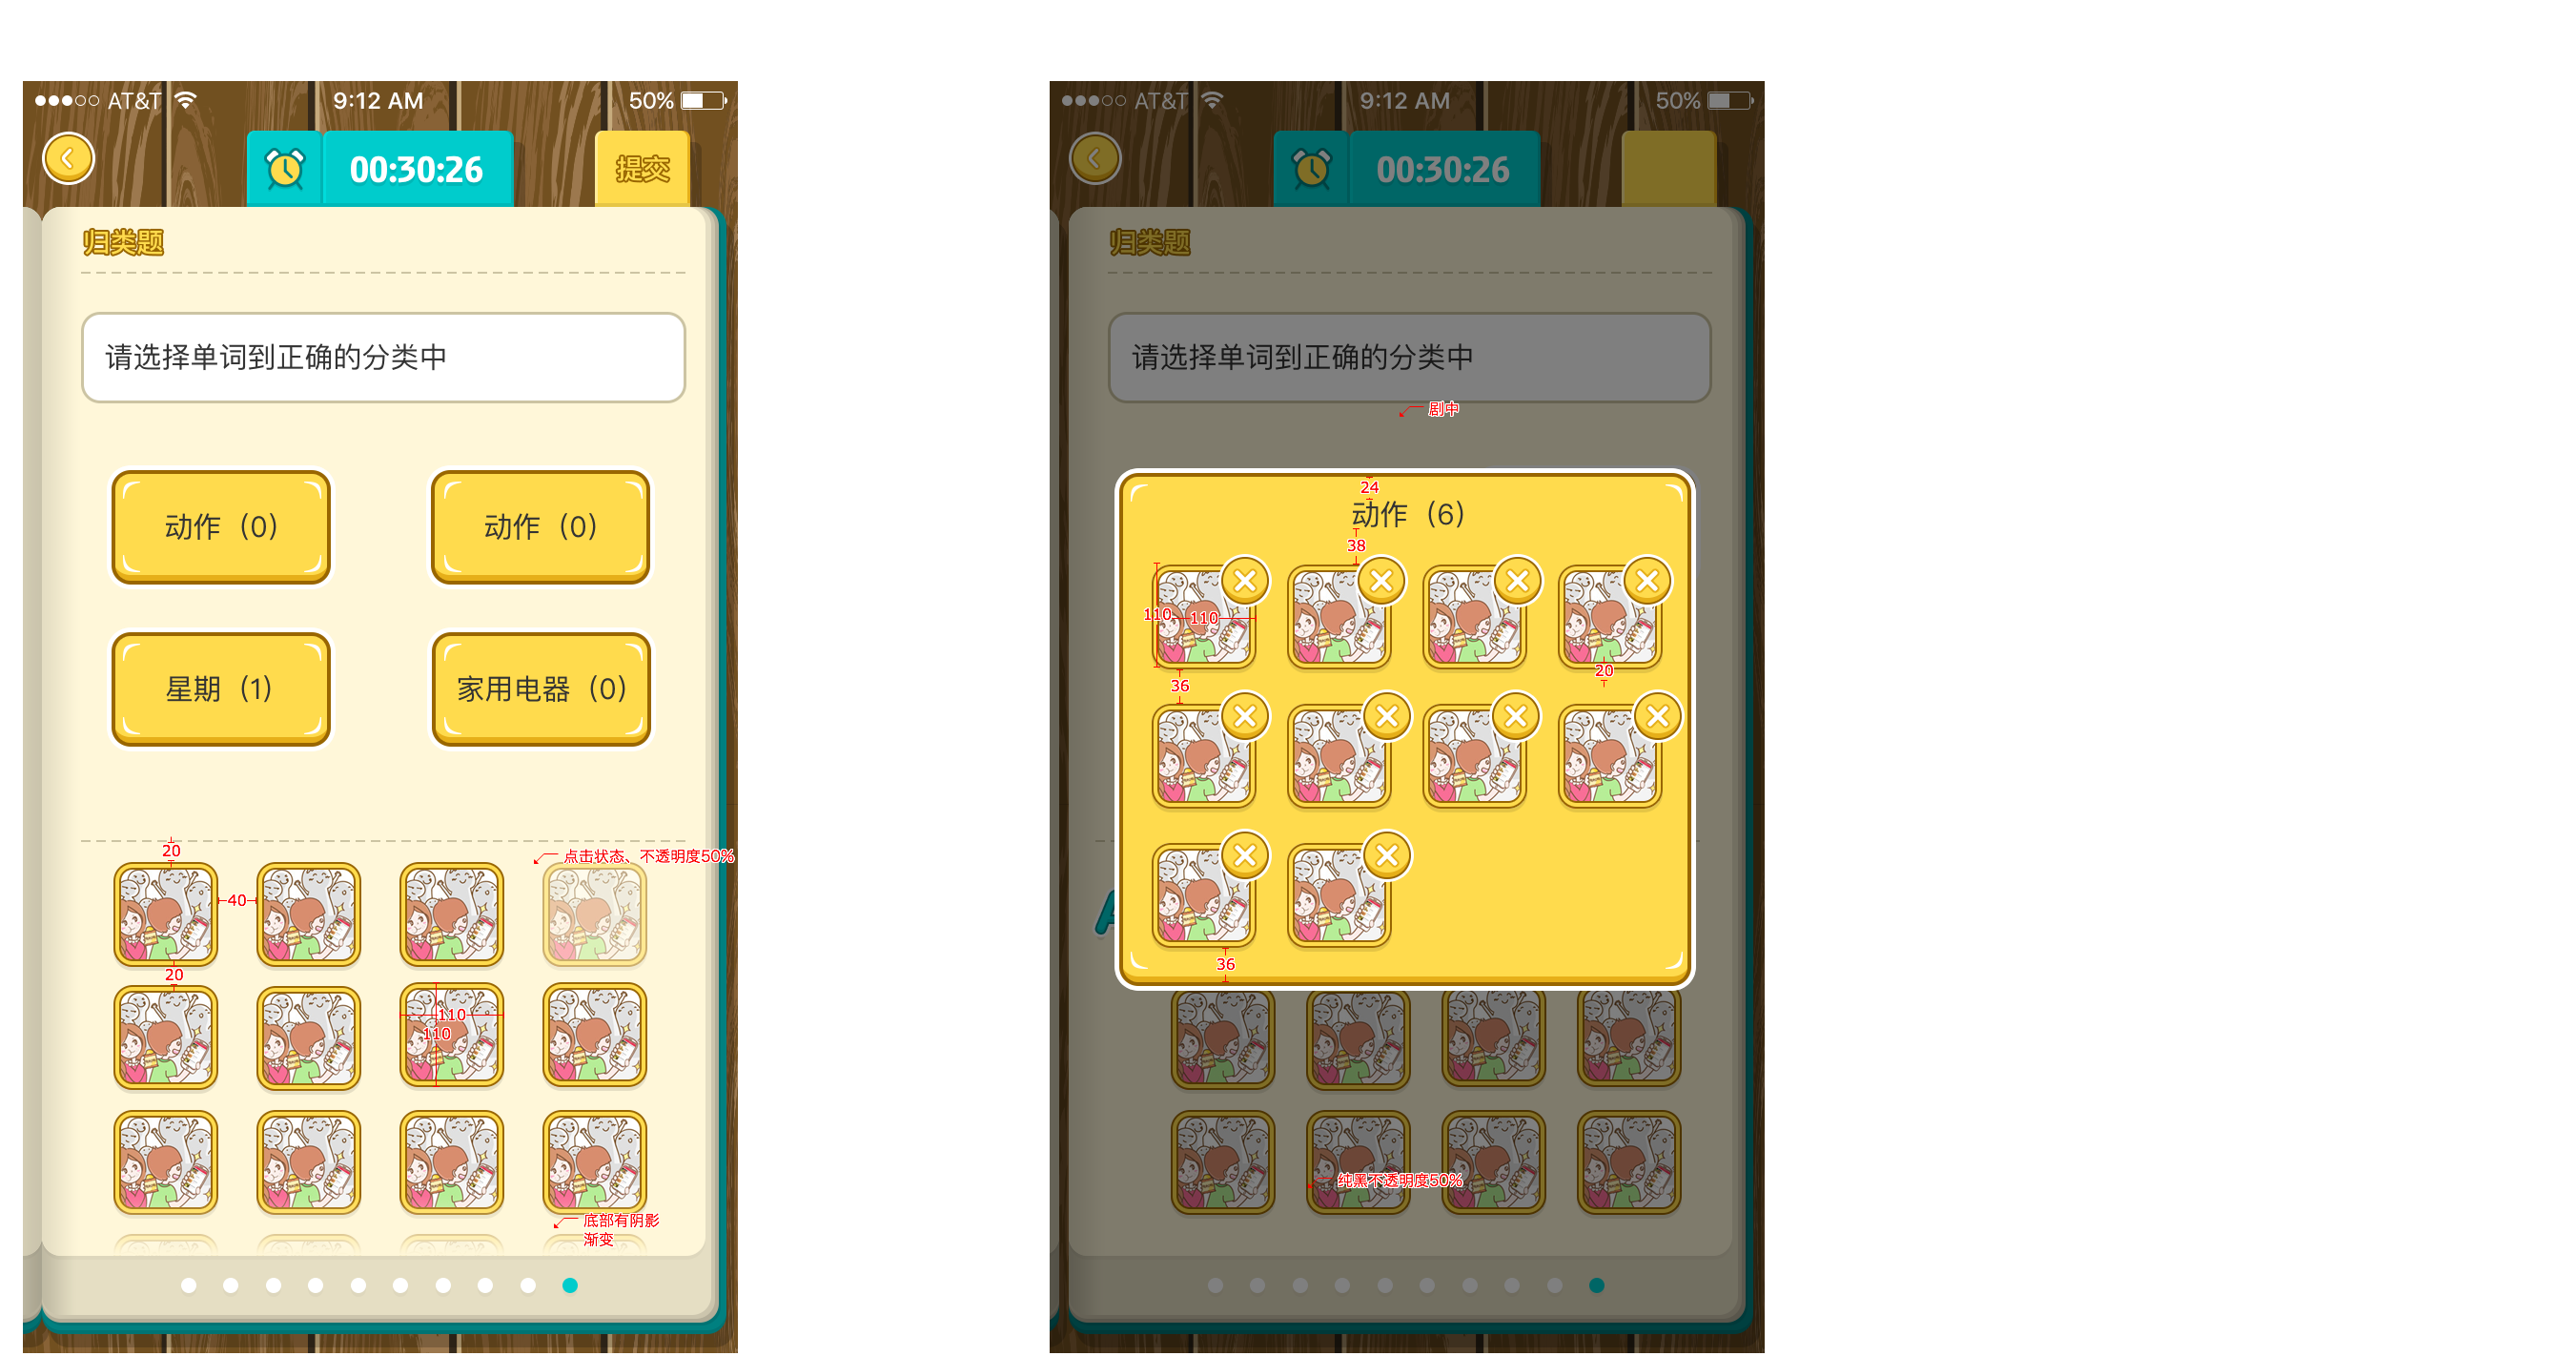 AT&T 9:12 AM 50%
00:30:26 提交
归类题
请选择单词到正确的分类中
动作（0） 动作（0）
星期（1） 家用电器（0）
20
点击状态、不透明度50%
40
20
110
110
底部有阴影
渐变
AT&T 9:12 AM 50%
00:30:26
归类题
请选择单词到正确的分类中
剧中
24
动作（6）
38
110
110
20
36
36
纯黑不透明度50%